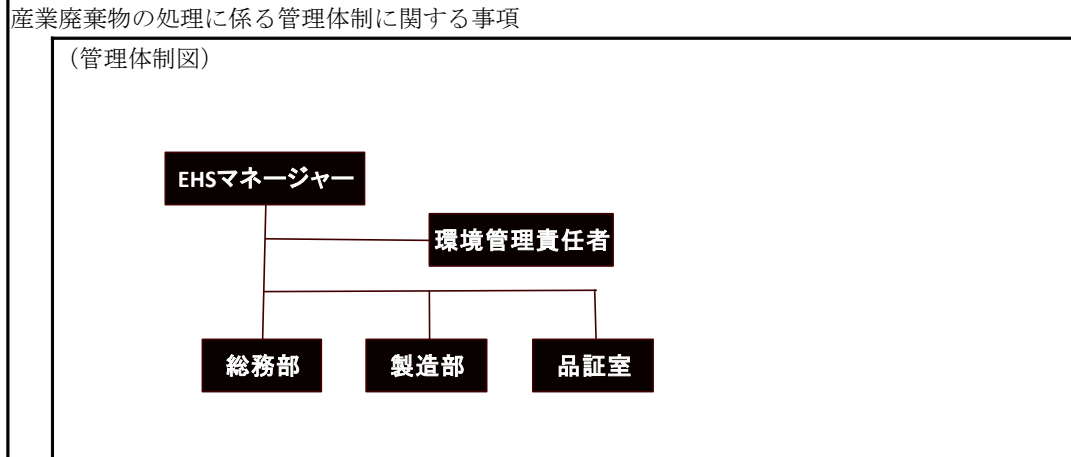 産業廃棄物の処理に係る管理体制に関する事項
（管理体制図）
EHSマネージャー
環境管理責任者
総務部
製造部
品証室